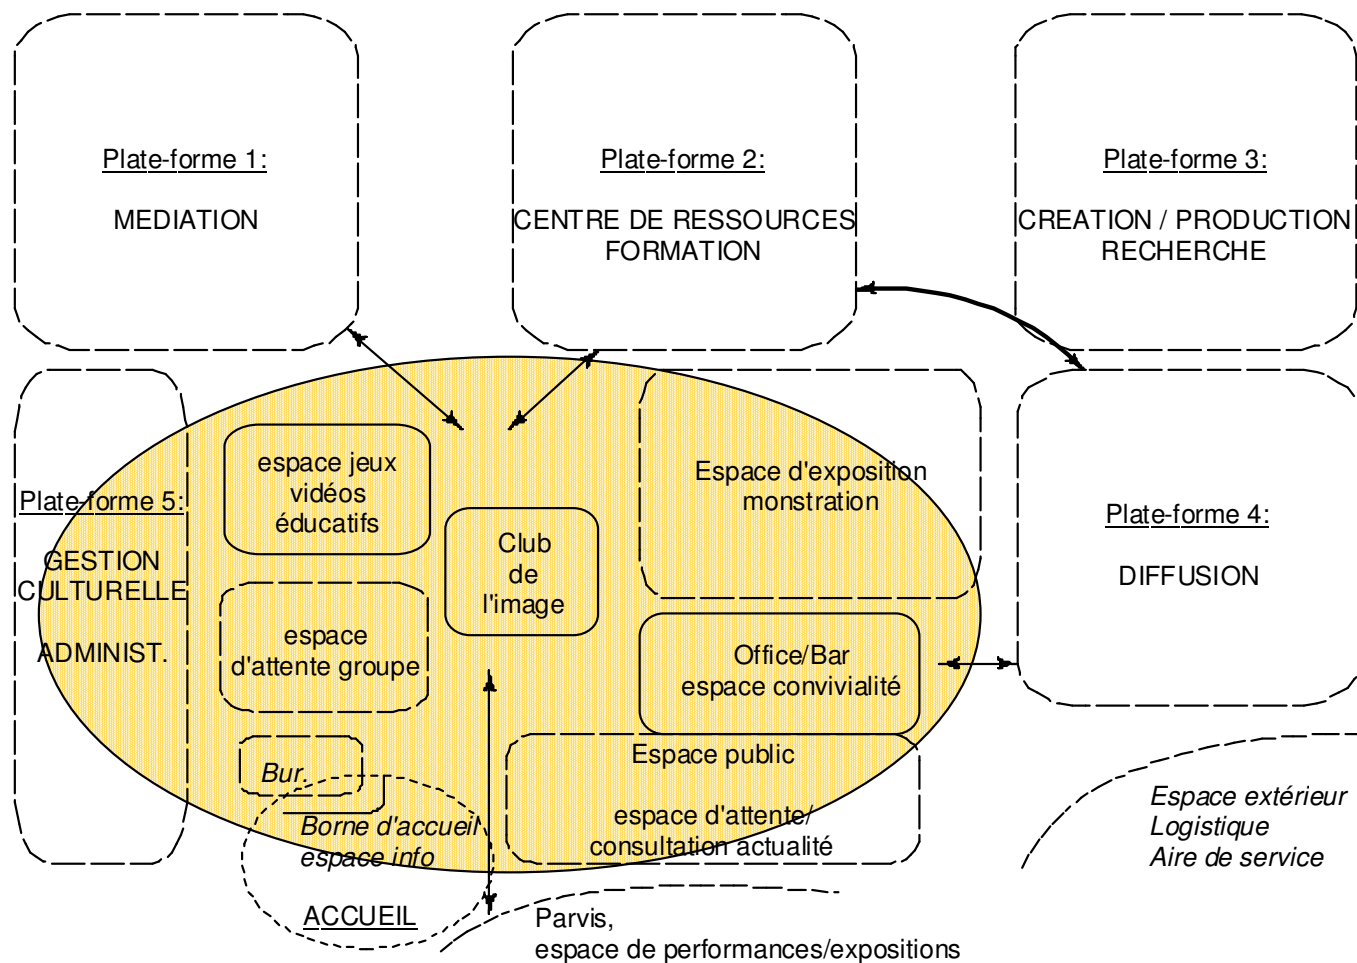 Plate-forme 1:
MEDIATION
Plate-forme 2:
CENTRE DE RESSOURCES
FORMATION
Plate-forme 3:
CREATION / PRODUCTION
RECHERCHE
Plate-forme 5:
GESTION
CULTURELLE
ADMINIST.
espace jeux
vidéos
éducatifs
Club
de
l'image
Espace d'exposition
monstration
Plate-forme 4:
DIFFUSION
espace
d'attente groupe
Office/Bar
espace convivialité
Bur.
Espace public
espace d'attente/
consultation actualité
Borne d'accueil
espace info
ACCUEIL
Parvis,
espace de performances/expositions
Espace extérieur
Logistique
Aire de service